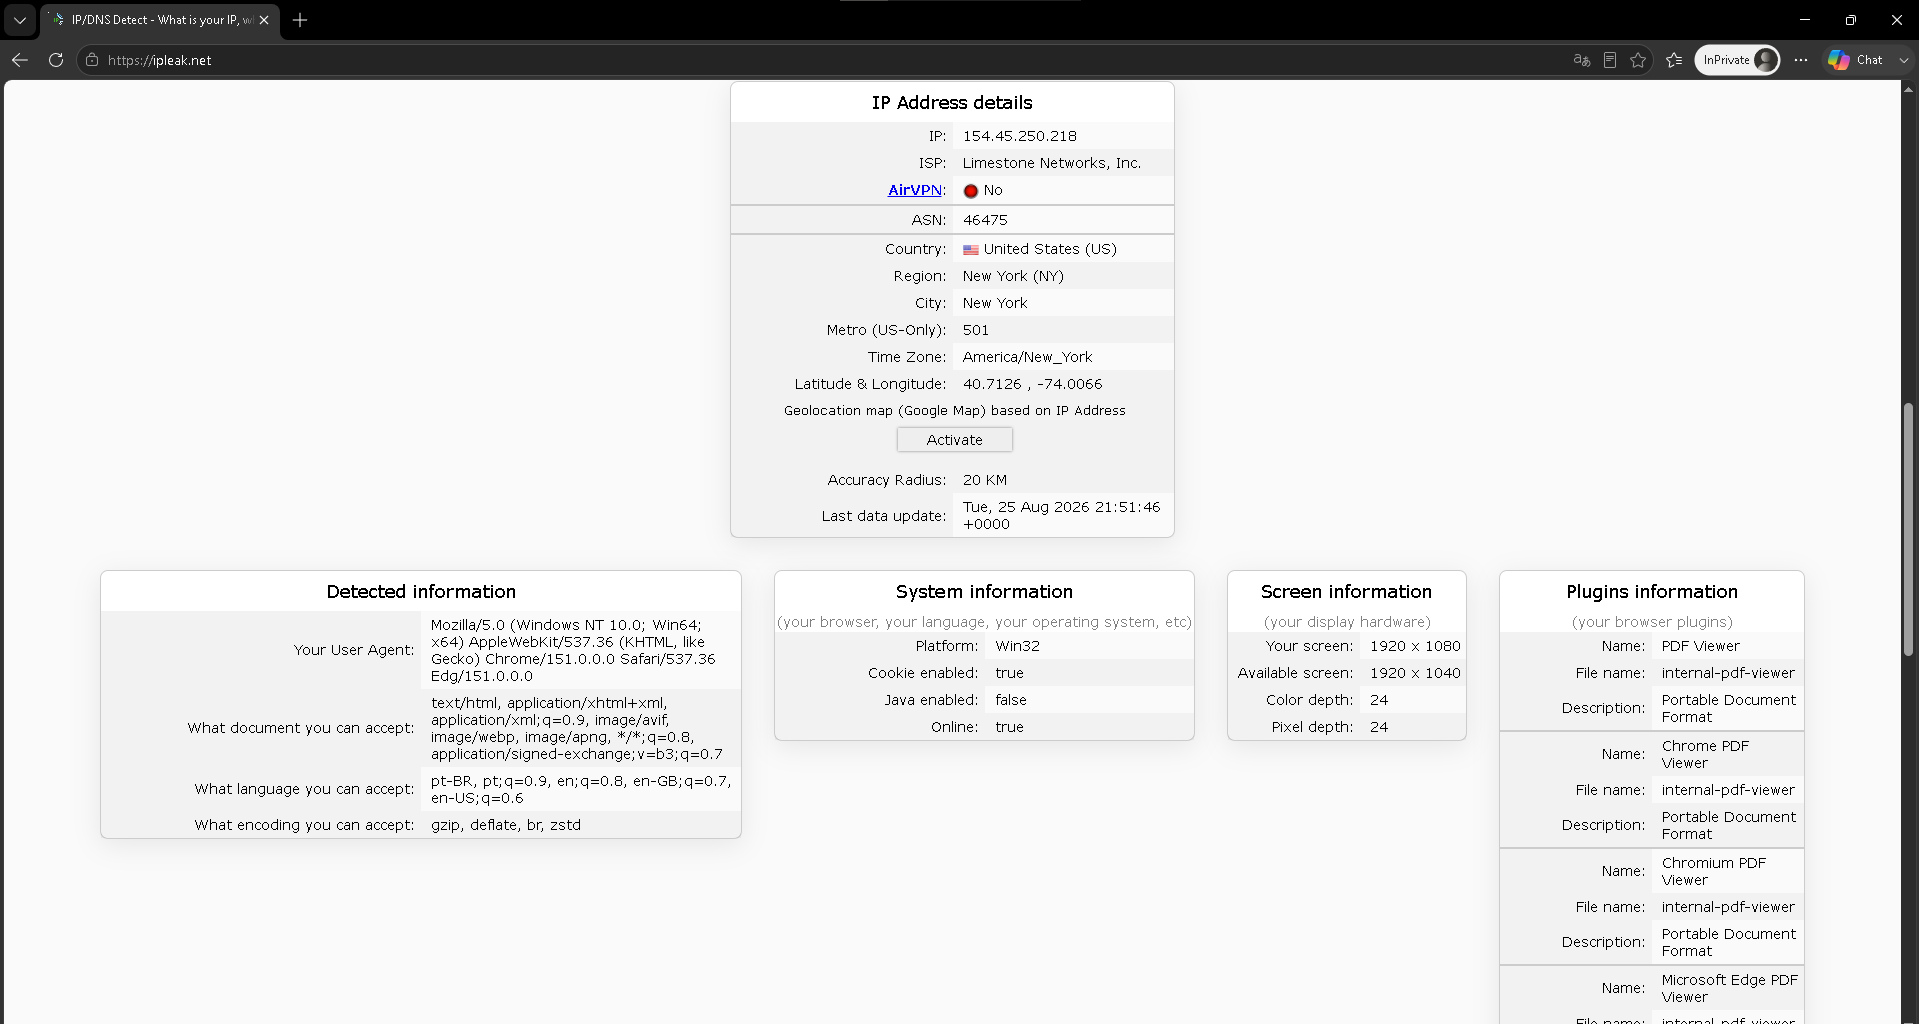 IP/DNS Detect - What is your IP, w
https://ipleak.net
InPrivate
Chat
IP Address details
IP: 154.45.250.218
ISP: Limestone Networks, Inc.
AirVPN: No
ASN: 46475
Country: United States (US)
Region: New York (NY)
City: New York
Metro (US-Only): 501
Time Zone: America/New_York
Latitude & Longitude: 40.7126 , -74.0066
Geolocation map (Google Map) based on IP Address
Activate
Accuracy Radius: 20 KM
Last data update: Tue, 25 Aug 2026 21:51:46
+0000
Detected information
Your User Agent: Mozilla/5.0 (Windows NT 10.0; Win64;
x64) AppleWebKit/537.36 (KHTML, like
Gecko) Chrome/151.0.0.0 Safari/537.36
Edg/151.0.0.0
What document you can accept: text/html, application/xhtml+xml,
application/xml;q=0.9, image/avif,
image/webp, image/apng, */*;q=0.8,
application/signed-exchange;v=b3;q=0.7
What language you can accept: pt-BR, pt;q=0.9, en;q=0.8, en-GB;q=0.7,
en-US;q=0.6
What encoding you can accept: gzip, deflate, br, zstd
System information
(your browser, your language, your operating system, etc)
Platform: Win32
Cookie enabled: true
Java enabled: false
Online: true
Screen information
(your display hardware)
Your screen: 1920 x 1080
Available screen: 1920 x 1040
Color depth: 24
Pixel depth: 24
Plugins information
(your browser plugins)
Name: PDF Viewer
File name: internal-pdf-viewer
Description: Portable Document
Format
Name: Chrome PDF
Viewer
File name: internal-pdf-viewer
Description: Portable Document
Format
Name: Chromium PDF
Viewer
File name: internal-pdf-viewer
Description: Portable Document
Format
Name: Microsoft Edge PDF
Viewer
File name: internal-pdf-viewer